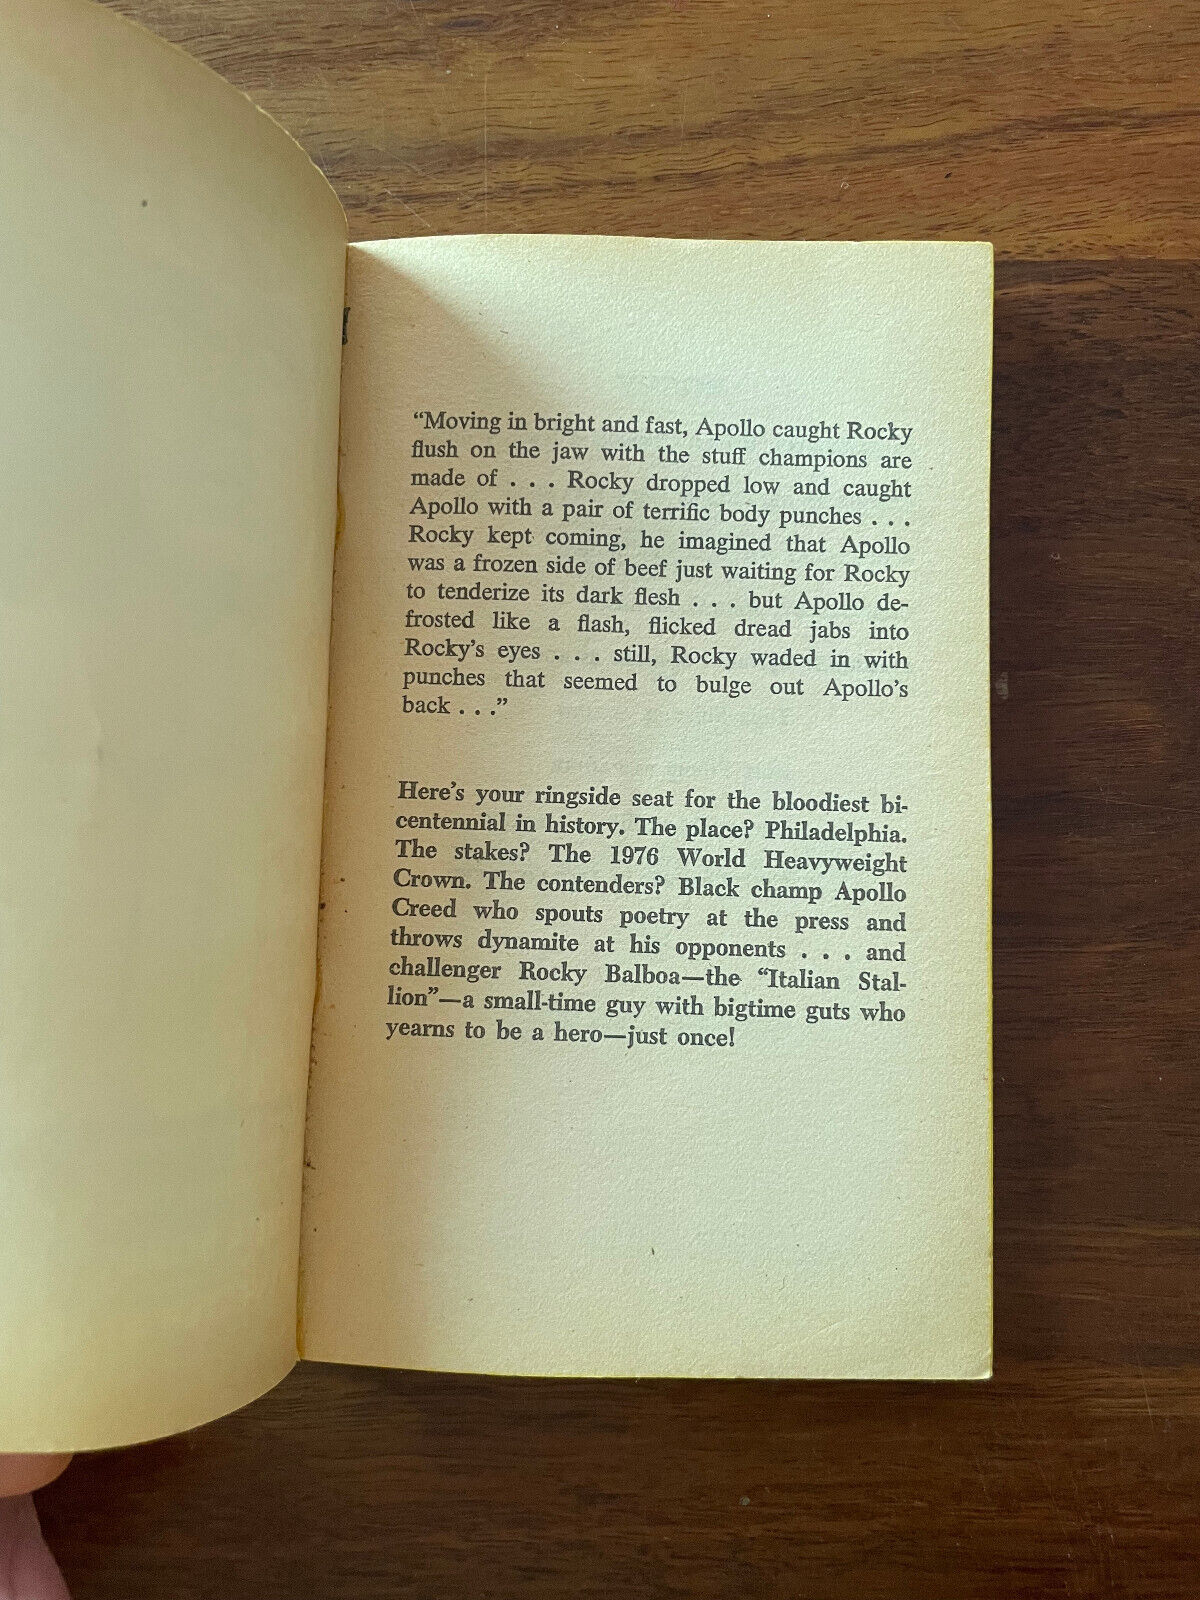 “Moving in bright and fast, Apollo caught Rocky
flush on the jaw with the stuff champions are
made of . . . Rocky dropped low and caught
Apollo with a pair of terrific body punches . . .
Rocky kept coming, he imagined that Apollo
was a frozen side of beef just waiting for Rocky
to tenderize its dark flesh . . . but Apollo de-
frosted like a flash, flicked dread jabs into
Rocky’s eyes . . . still, Rocky waded in with
punches that seemed to bulge out Apollo’s
back . . .”
Here’s your ringside seat for the bloodiest bi-
centennial in history. The place? Philadelphia.
The stakes? The 1976 World Heavyweight
Crown. The contenders? Black champ Apollo
Creed who spouts poetry at the press and
throws dynamite at his opponents . . . and
challenger Rocky Balboa—the “Italian Stal-
lion”—a small-time guy with bigtime guts who
yearns to be a hero—just once!